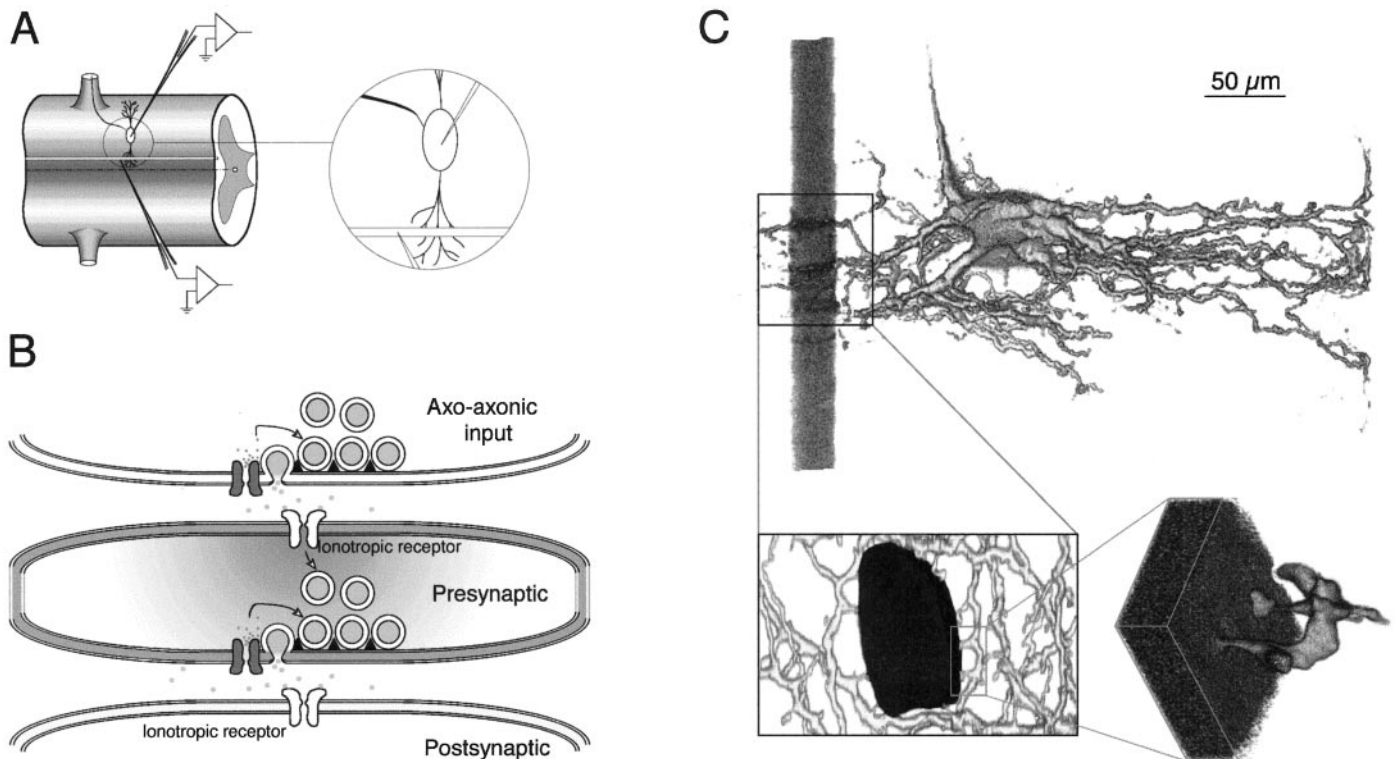 A
C
50 µm
B
Axo-axonic
input
Ionotropic receptor
Presynaptic
Ionotropic receptor
Postsynaptic